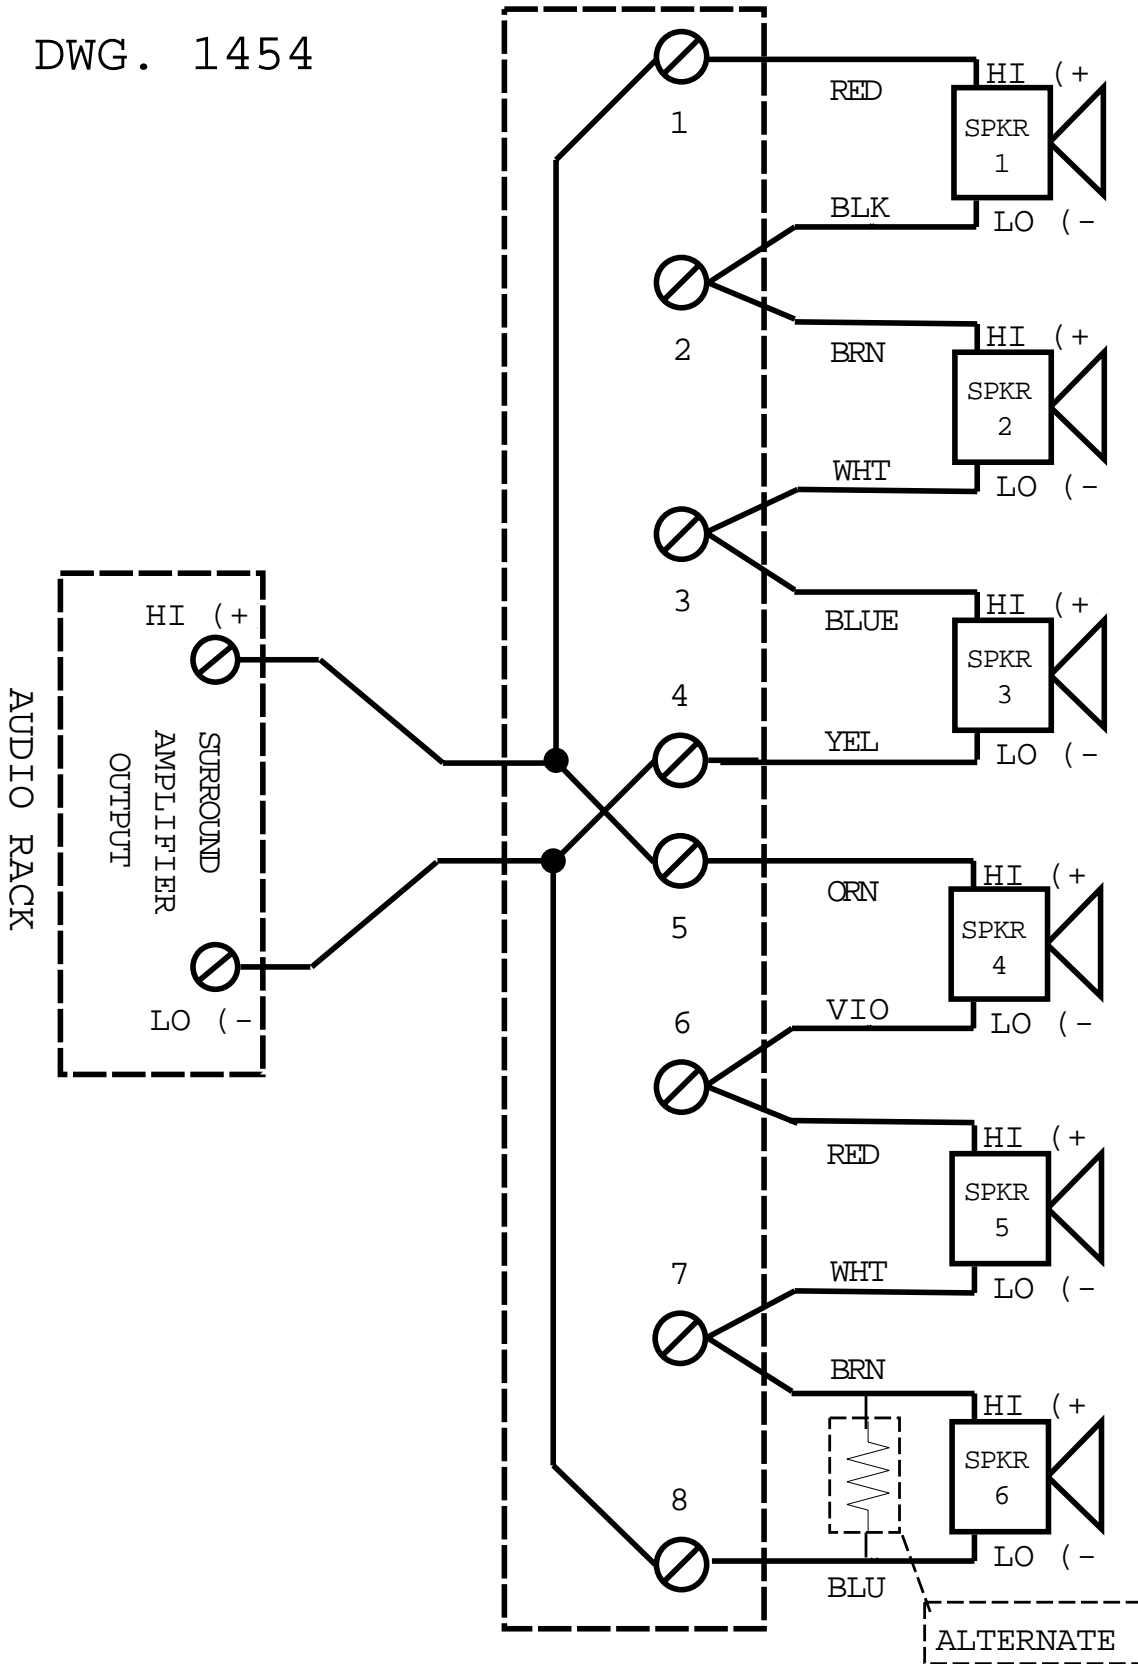 DWG. 1454
1
RED
HI (+
SPKR
1
BLK
LO (-
2
HI (+
BRN
SPKR
2
WHT
LO (-
3
HI (+
BLUE
SPKR
3
4
YEL
LO (-
HI (+
SURROUND
AMPLIFIER
OUTPUT
LO (-
AUDIO RACK
5
HI (+
ORN
SPKR
4
6
VIO
LO (-
HI (+
RED
SPKR
5
7
WHT
LO (-
BRN
HI (+
SPKR
6
8
LO (-
BLU
ALTERNATE